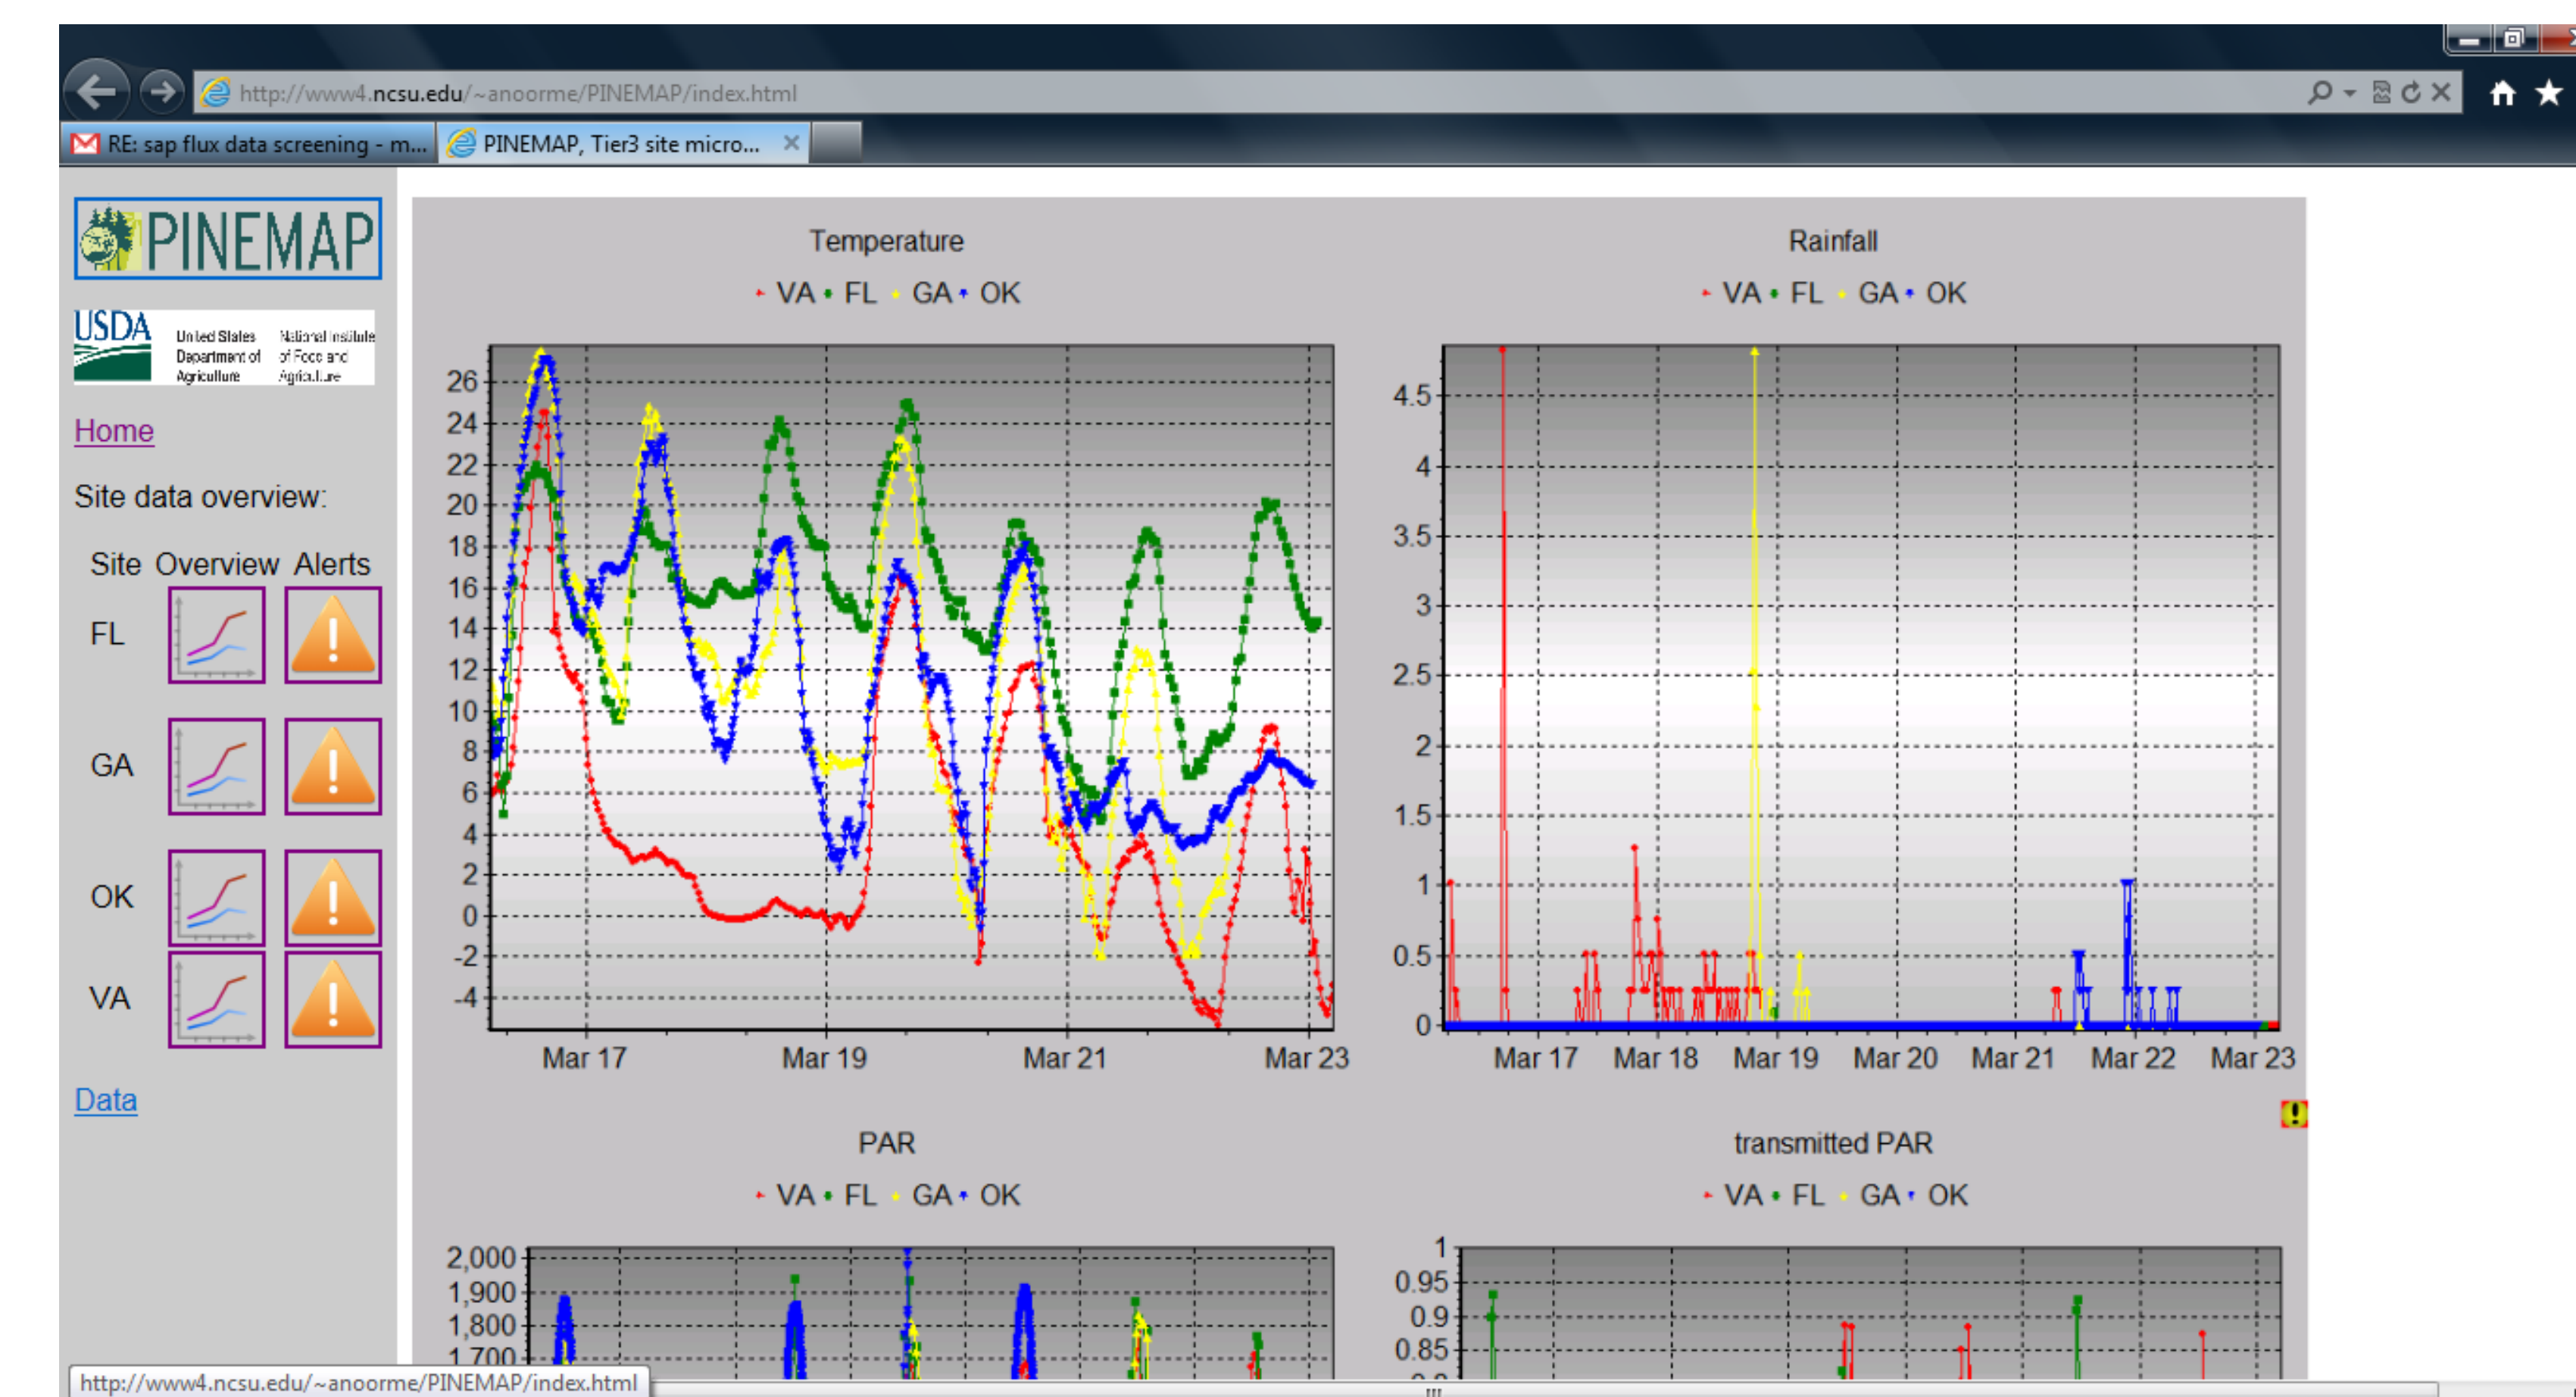 http://www4.ncsu.edu/~anoorme/PINEMAP/index.html
RE: sap flux data screening - m...
PINEMAP, Tier3 site micro...
PINEMAP
USDA
United States National Institute
Department of of Food and
Agriculture Agriculture
Home
Site data overview:
Site Overview Alerts
FL
GA
OK
VA
Data
Temperature
VA FL GA OK
26
24
22
20
18
16
14
12
10
8
6
4
2
0
-2
-4
Mar 17 Mar 19 Mar 21 Mar 23
Rainfall
VA FL GA OK
4.5
4
3.5
3
2.5
2
1.5
1
0.5
0
Mar 17 Mar 18 Mar 19 Mar 20 Mar 21 Mar 22 Mar 23
PAR
VA FL GA OK
2,000
1,900
1,800
1,700
transmitted PAR
VA FL GA OK
1
0.95
0.9
0.85
http://www4.ncsu.edu/~anoorme/PINEMAP/index.html